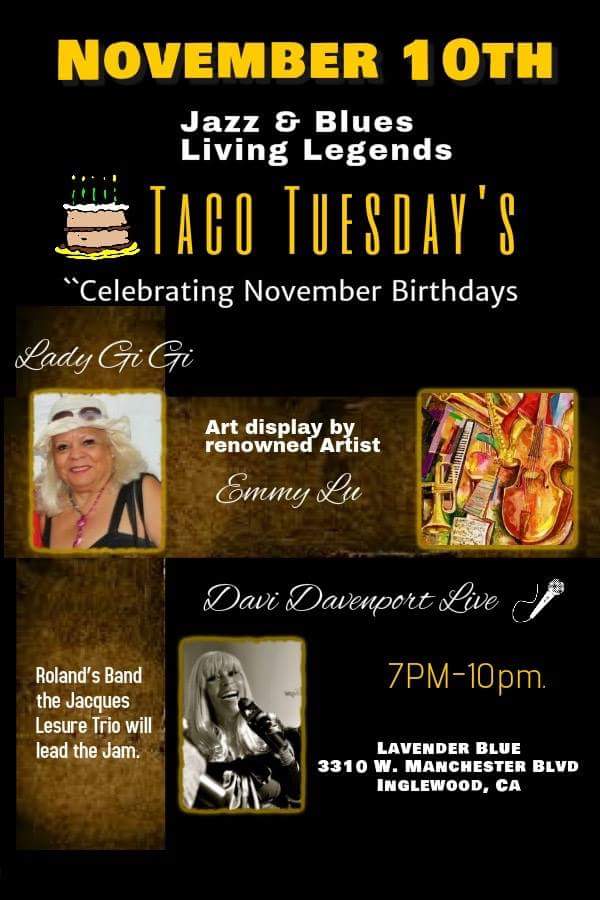 November 10th
Jazz & Blues
Living Legends
Taco Tuesday's
``Celebrating November Birthdays
Lady Gi Gi
Art display by
renowned Artist
Emmy Lu
Davi Davenport Live
Roland's Band
the Jacques
Lesure Trio will
lead the Jam.
7PM-10pm.
Lavender Blue
3310 W. Manchester Blvd
Inglewood, CA